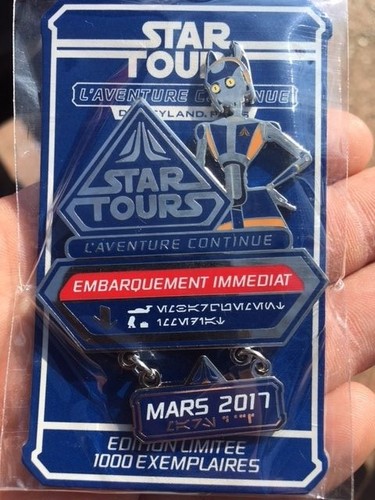 STAR
TOURS
L'AVENTURE CONTINUE
STAR
TOURS
L'AVENTURE CONTINUE
EMBARQUEMENT IMMEDIAT
MARS 2017
EDITION LIMITEE
1000 EXEMPLAIRES